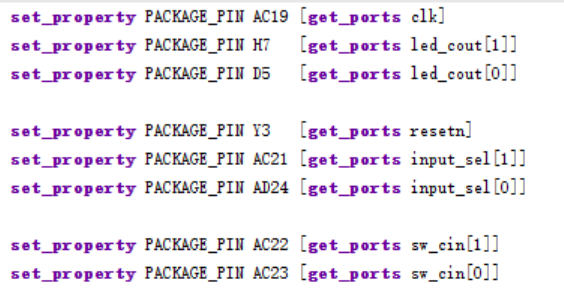 set_property PACKAGE_PIN AC19 [get_ports clk]
set_property PACKAGE_PIN H7 [get_ports led_cout[1]]
set_property PACKAGE_PIN D5 [get_ports led_cout[0]]
set_property PACKAGE_PIN Y3 [get_ports resetn]
set_property PACKAGE_PIN AC21 [get_ports input_sel[1]]
set_property PACKAGE_PIN AD24 [get_ports input_sel[0]]
set_property PACKAGE_PIN AC22 [get_ports sw_cin[1]]
set_property PACKAGE_PIN AC23 [get_ports sw_cin[0]]